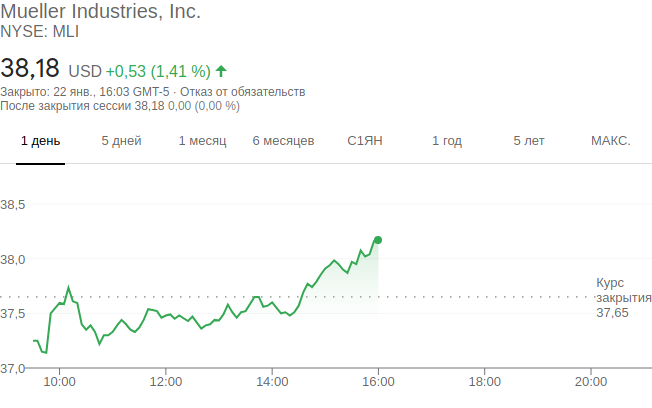 Mueller Industries, Inc.
NYSE: MLI
38,18 USD +0,53 (1,41 %)
Закрыто: 22 янв., 16:03 GMT-5 · Отказ от обязательств
После закрытия сессии 38,18 0,00 (0,00 %)
1 день 5 дней 1 месяц 6 месяцев С1ЯН 1 год 5 лет МАКС.
38,5
38,0
Курс
закрытия
37,65
37,5
37,0
10:00 12:00 14:00 16:00 18:00 20:00